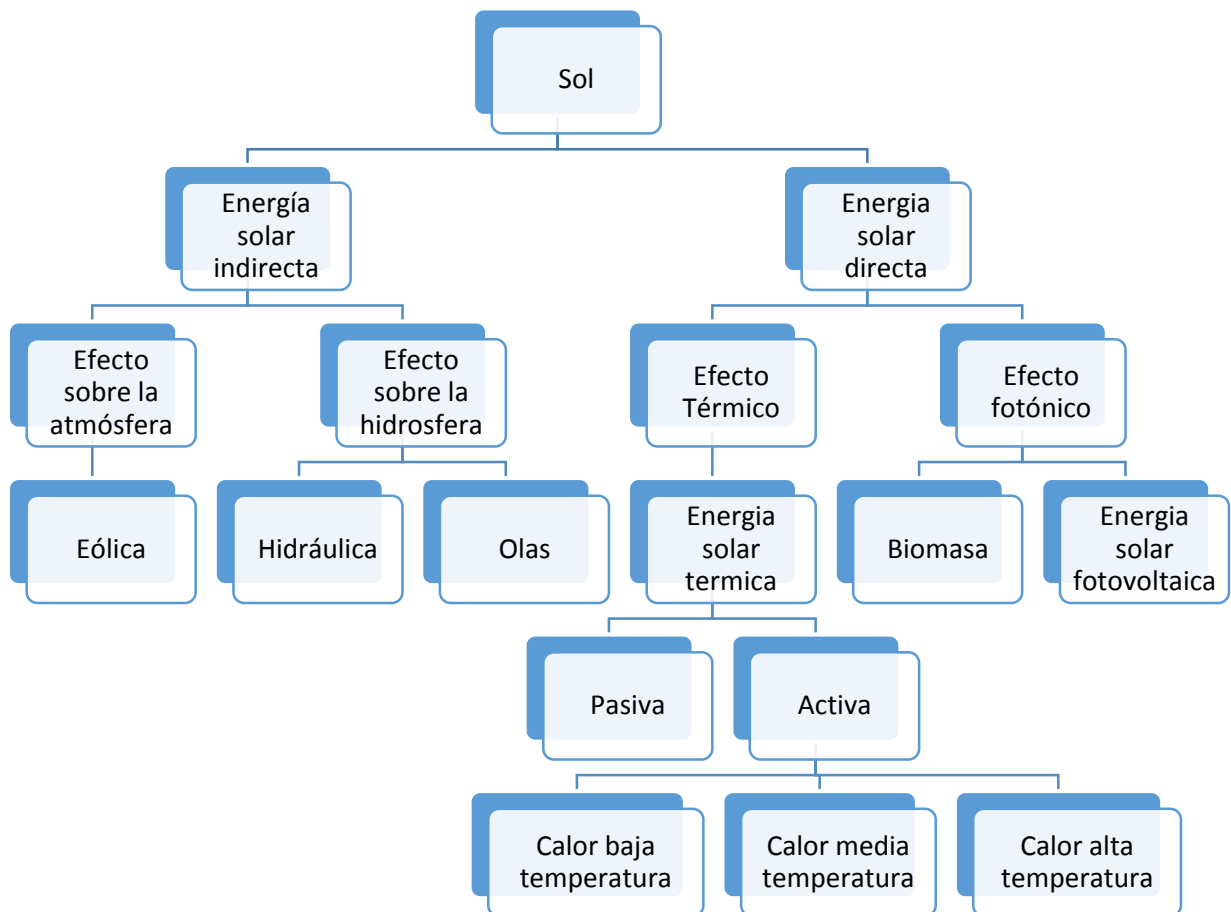 Sol
Energía
solar
indirecta
Energia
solar
directa
Efecto
sobre la
atmósfera
Efecto
sobre la
hidrosfera
Efecto
Térmico
Efecto
fotónico
Eólica
Hidráulica
Olas
Energia
solar
termica
Biomasa
Energia
solar
fotovoltaica
Pasiva
Activa
Calor baja
temperatura
Calor media
temperatura
Calor alta
temperatura